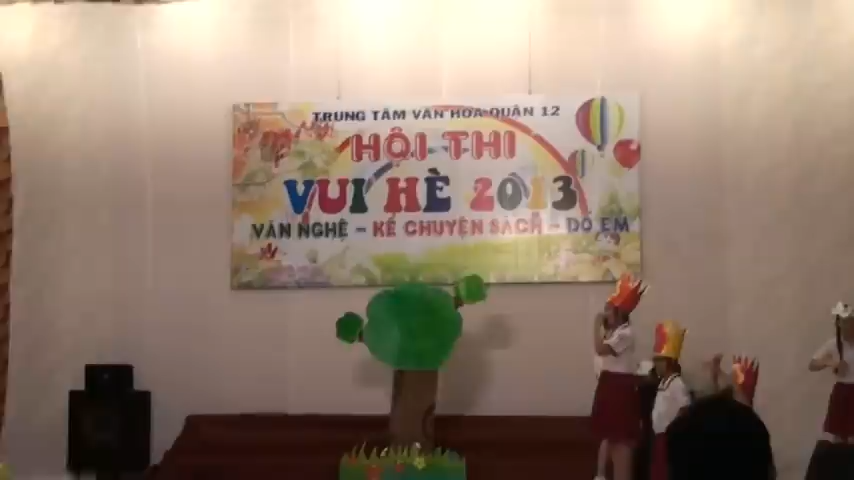 TRUNG TÂM VĂN HÓA QUẬN 12
HỘI THI
VUI HÈ 2013
VĂN NGHỆ - KỂ CHUYỆN SÁCH - ĐỐ EM